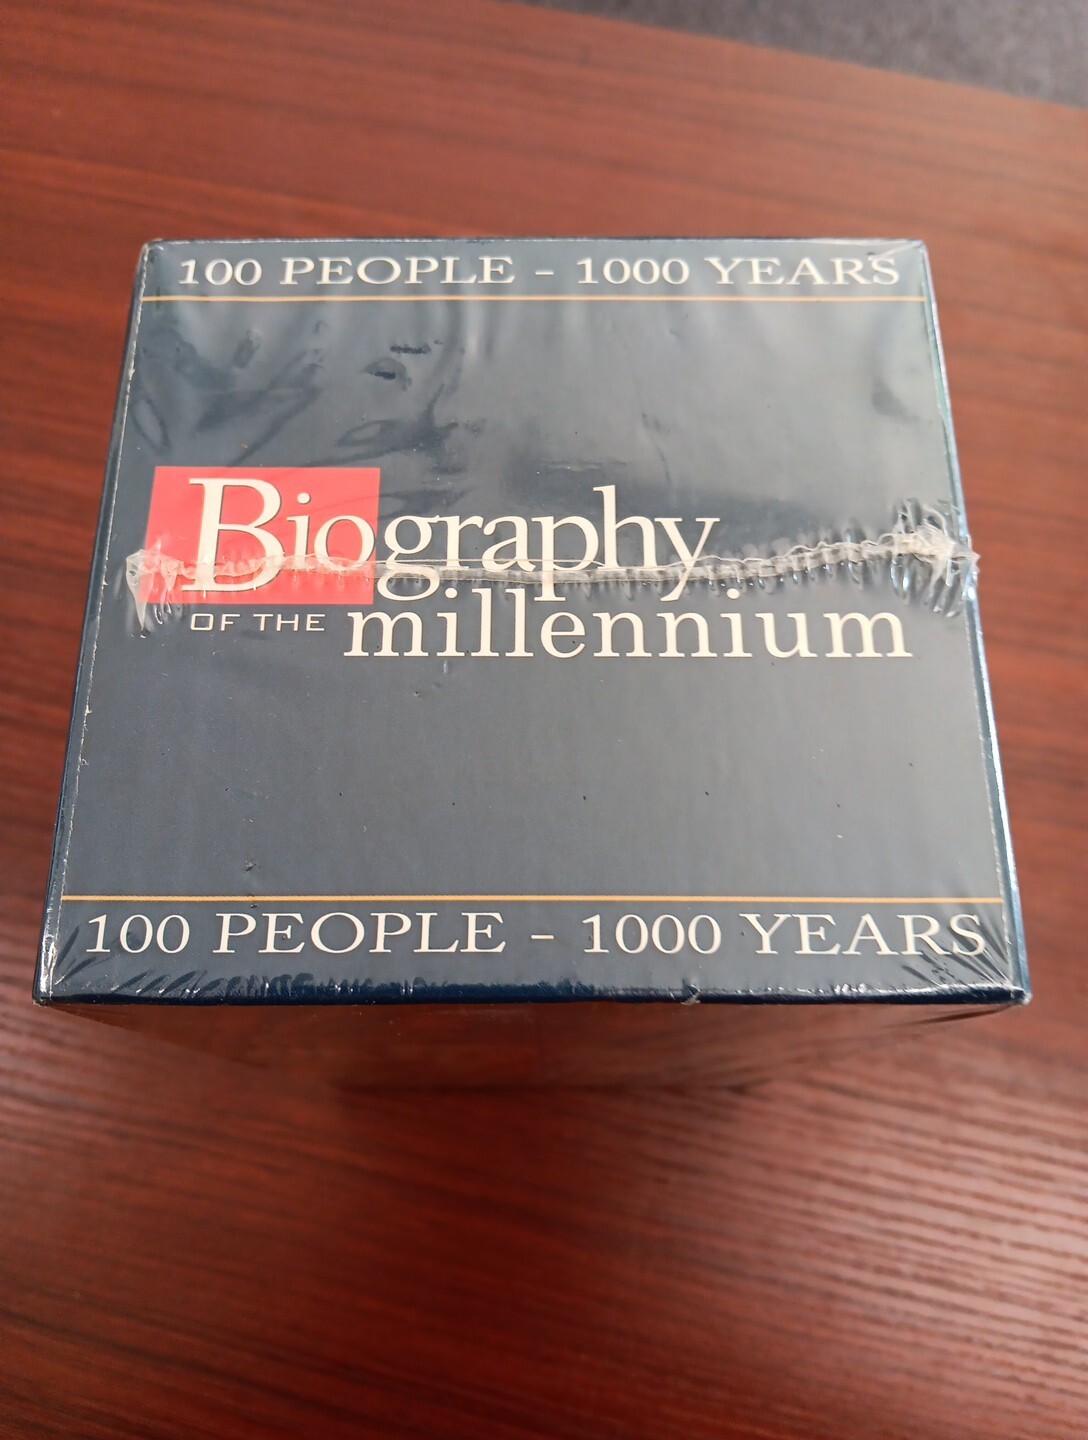 100 PEOPLE - 1000 YEARS
Biography
OF THE millennium
100 PEOPLE - 1000 YEARS